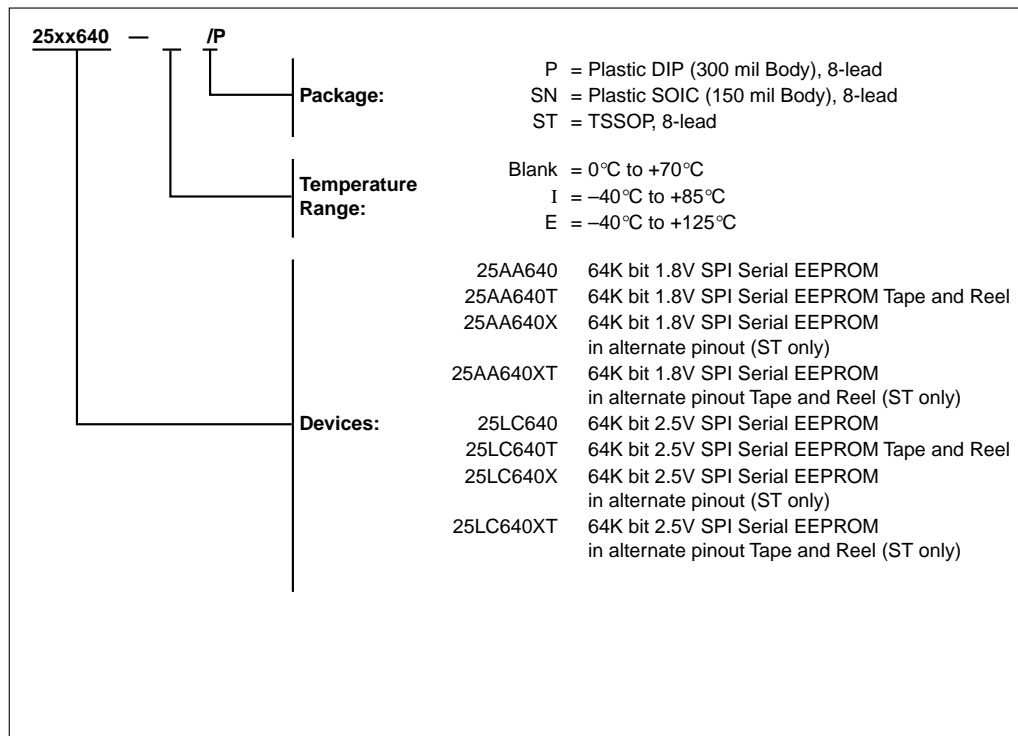 25xx640 — _ /P
Package:
P = Plastic DIP (300 mil Body), 8-lead
SN = Plastic SOIC (150 mil Body), 8-lead
ST = TSSOP, 8-lead
Temperature
Range:
Blank = 0°C to +70°C
I = –40°C to +85°C
E = –40°C to +125°C
Devices:
25AA640 64K bit 1.8V SPI Serial EEPROM
25AA640T 64K bit 1.8V SPI Serial EEPROM Tape and Reel
25AA640X 64K bit 1.8V SPI Serial EEPROM
in alternate pinout (ST only)
25AA640XT 64K bit 1.8V SPI Serial EEPROM
in alternate pinout Tape and Reel (ST only)
25LC640 64K bit 2.5V SPI Serial EEPROM
25LC640T 64K bit 2.5V SPI Serial EEPROM Tape and Reel
25LC640X 64K bit 2.5V SPI Serial EEPROM
in alternate pinout (ST only)
25LC640XT 64K bit 2.5V SPI Serial EEPROM
in alternate pinout Tape and Reel (ST only)